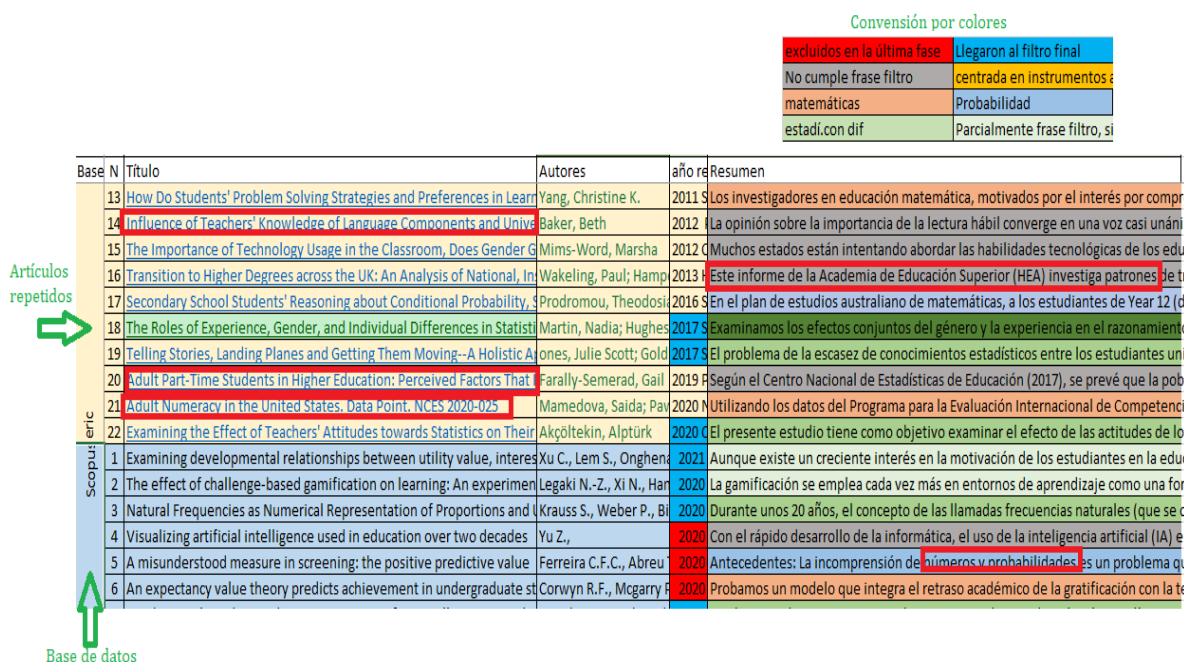 Convención por colores
excluidos en la última fase Llegaron al filtro final
No cumple frase filtro centrada en instrumentos a
matemáticas Probabilidad
estadí.con dif Parcialmente frase filtro, si
Base N Título Autores año re Resumen
13 How Do Students' Problem Solving Strategies and Preferences in Learn Yang, Christine K. 2011 S Los investigadores en educación matemática, motivados por el interés por compr
14 Influence of Teachers' Knowledge of Language Components and Unive Baker, Beth 2012 La opinión sobre la importancia de la lectura hábil converge en una voz casi unáni
15 The Importance of Technology Usage in the Classroom, Does Gender G Mims-Word, Marsha 2012 C Muchos estados están intentando abordar las habilidades tecnológicas de los edu
Artículos repetidos
16 Transition to Higher Degrees across the UK: An Analysis of National, Ins Wakeling, Paul; Hamp 2013 H Este informe de la Academia de Educación Superior (HEA) investiga patrones de tr
17 Secondary School Students' Reasoning about Conditional Probability, S Prodromou, Theodosia 2016 S En el plan de estudios australiano de matemáticas, a los estudiantes de Year 12 (d
18 The Roles of Experience, Gender, and Individual Differences in Statisti Martin, Nadia; Hughes 2017 S Examinamos los efectos conjuntos del género y la experiencia en el razonamiento
19 Telling Stories, Landing Planes and Getting Them Moving--A Holistic Ap ones, Julie Scott; Gold 2017 S El problema de la escasez de conocimientos estadísticos entre los estudiantes uni
20 Adult Part-Time Students in Higher Education: Perceived Factors That Farally-Semerad, Gail 2019 P Según el Centro Nacional de Estadísticas de Educación (2017), se prevé que la pob
21 Adult Numeracy in the United States. Data Point. NCES 2020-025 Mamedova, Saida; Paw 2020 N Utilizando los datos del Programa para la Evaluación Internacional de Competenci
eric 22 Examining the Effect of Teachers' Attitudes towards Statistics on Their Akçöltekin, Alptürk 2020 C El presente estudio tiene como objetivo examinar el efecto de las actitudes de lo
Scopus 1 Examining developmental relationships between utility value, interes Xu C., Lem S., Onghena 2021 Aunque existe un creciente interés en la motivación de los estudiantes en la edu
2 The effect of challenge-based gamification on learning: An experimen Legaki N.-Z., Xi N., Ham 2020 La gamificación se emplea cada vez más en entornos de aprendizaje como una for
3 Natural Frequencies as Numerical Representation of Proportions and U Krauss S., Weber P., Bi 2020 Durante unos 20 años, el concepto de las llamadas frecuencias naturales (que se c
4 Visualizing artificial intelligence used in education over two decades Yu Z., 2020 Con el rápido desarrollo de la informática, el uso de la inteligencia artificial (IA) e
5 A misunderstood measure in screening: the positive predictive value Ferreira C.F.C., Abreu 2020 Antecedentes: La incomprensión de números y probabilidades es un problema qu
6 An expectancy value theory predicts achievement in undergraduate st Corwyn R.F., Mcgarry P 2020 Probamos un modelo que integra el retraso académico de la gratificación con la te
Base de datos